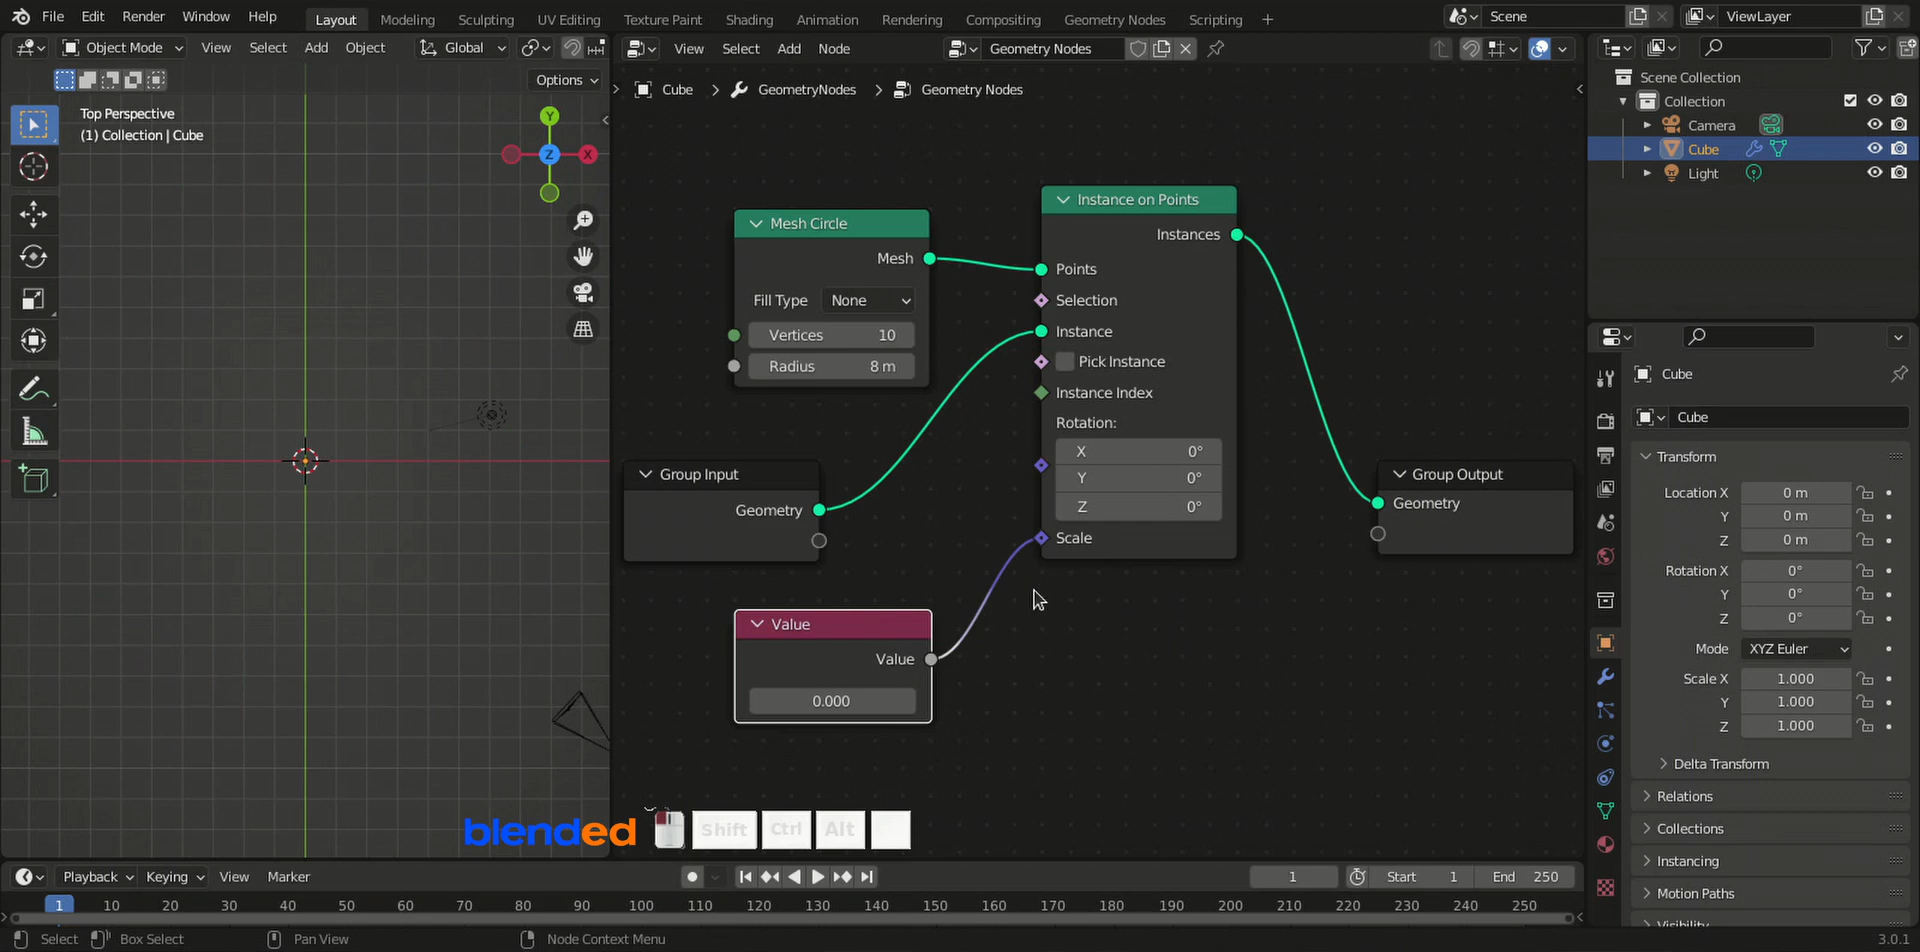 File Edit Render Window Help Layout Modeling Sculpting UV Editing Texture Paint Shading Animation Rendering Compositing Geometry Nodes Scripting + Scene ViewLayer
Object Mode View Select Add Object Global View Select Add Node Geometry Nodes
Options
Cube > GeometryNodes > Geometry Nodes
Top Perspective
(1) Collection | Cube
Y
Z X
Mesh Circle
Mesh
Fill Type None
Vertices 10
Radius 8 m
Instance on Points
Instances
Points
Selection
Instance
Pick Instance
Instance Index
Rotation:
X 0°
Y 0°
Z 0°
Scale
Group Input
Geometry
Group Output
Geometry
Value
Value
0.000
blended
Shift Ctrl Alt
Scene Collection
Collection
Camera
Cube
Light
Cube
Cube
Transform
Location X 0 m
Y 0 m
Z 0 m
Rotation X 0°
Y 0°
Z 0°
Mode XYZ Euler
Scale X 1.000
Y 1.000
Z 1.000
Delta Transform
Relations
Collections
Instancing
Motion Paths
Visibility
Playback Keying View Marker 1 Start 1 End 250
1 10 20 30 40 50 60 70 80 90 100 110 120 130 140 150 160 170 180 190 200 210 220 230 240 250
Select Box Select Pan View Node Context Menu 3.0.1